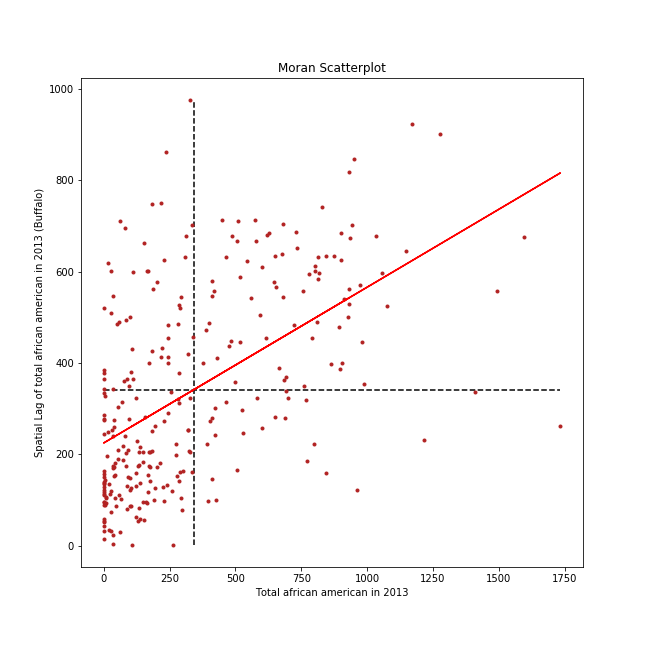 Moran Scatterplot
1000
800
600
400
200
0
Spatial Lag of total african american in 2013 (Buffalo)
0 250 500 750 1000 1250 1500 1750
Total african american in 2013